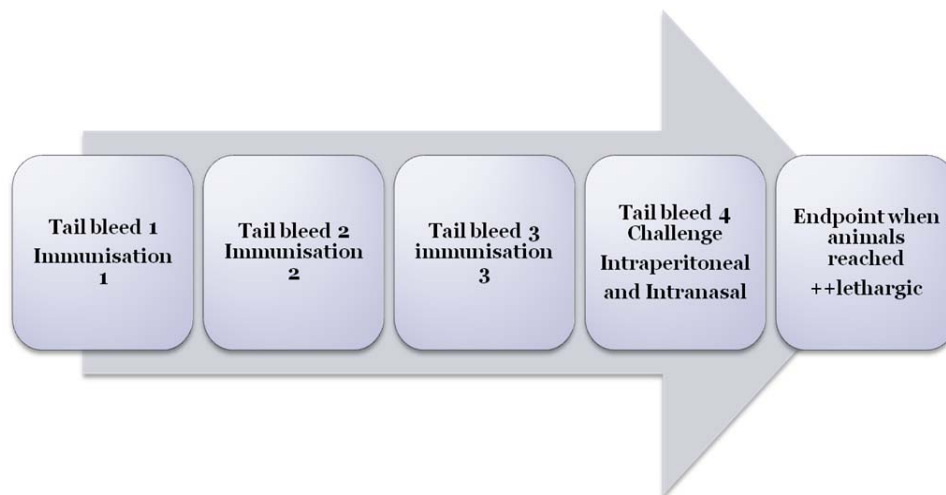 Tail bleed 1
Immunisation
1
Tail bleed 2
Immunisation
2
Tail bleed 3
immunisation
3
Tail bleed 4
Challenge
Intraperitoneal
and Intranasal
Endpoint when
animals
reached
++lethargic